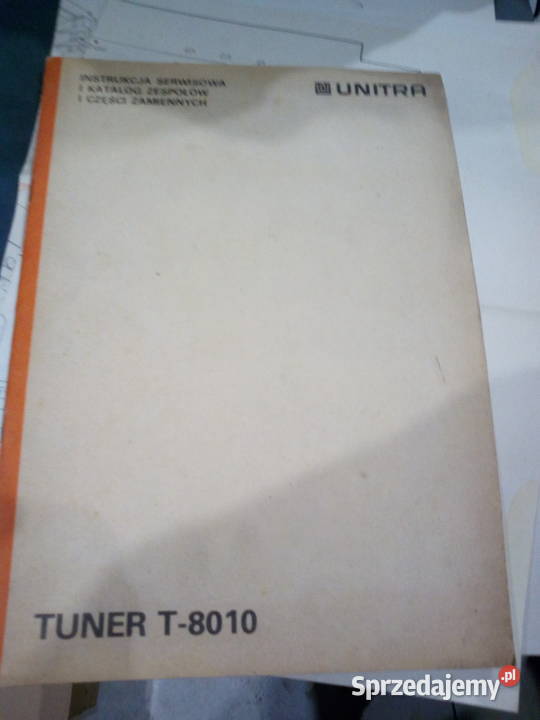 INSTRUKCJA SERWISOWA
I KATALOG ZESPOŁÓW
I CZĘŚCI ZAMIENNYCH
UNITRA
TUNER T-8010
Sprzedajemy.pl